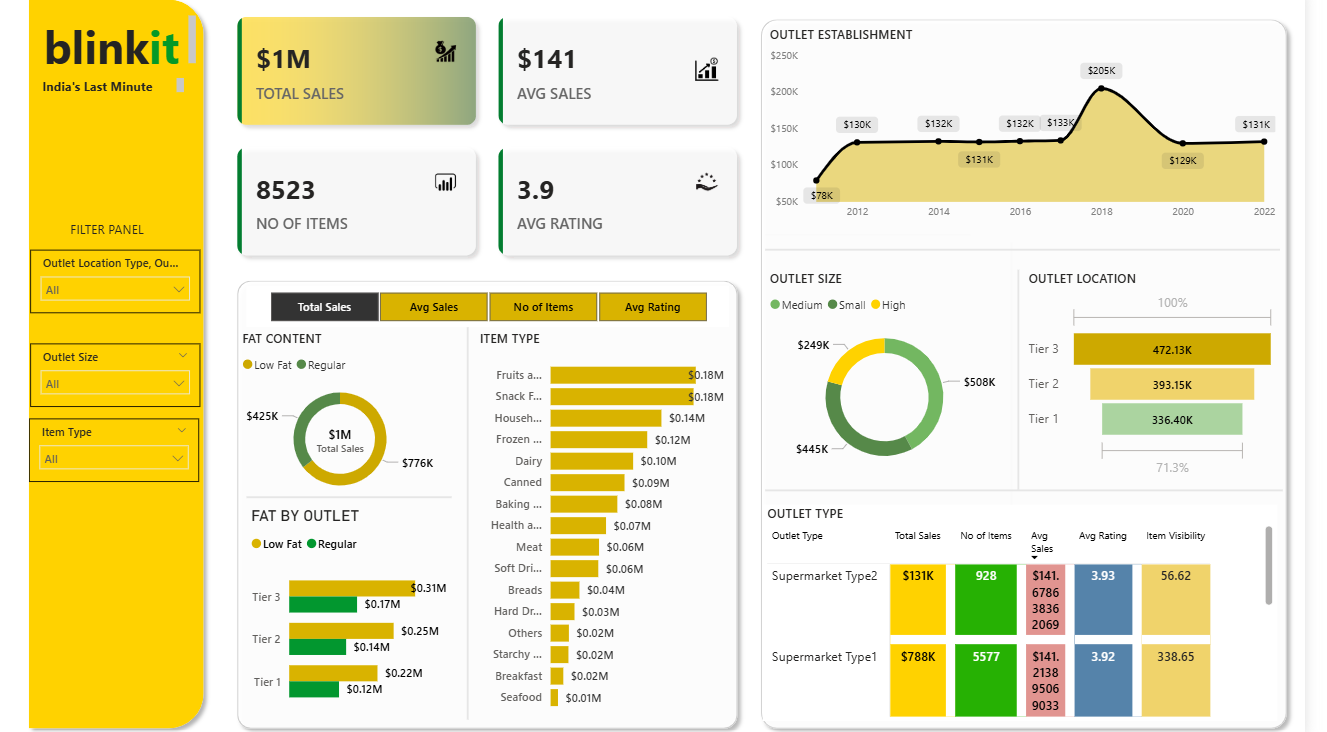 blinkit
India's Last Minute
FILTER PANEL
Outlet Location Type, Ou...
All
Outlet Size
All
Item Type
All
$1M
TOTAL SALES
$141
AVG SALES
8523
NO OF ITEMS
3.9
AVG RATING
Total Sales
Avg Sales
No of Items
Avg Rating
FAT CONTENT
Low Fat Regular
$425K
$1M
Total Sales
$776K
FAT BY OUTLET
Low Fat Regular
Tier 3 $0.31M
$0.17M
Tier 2 $0.25M
$0.14M
Tier 1 $0.22M
$0.12M
ITEM TYPE
Fruits a... $0.18M
Snack F... $0.18M
Househ... $0.14M
Frozen ... $0.12M
Dairy $0.10M
Canned $0.09M
Baking ... $0.08M
Health a... $0.07M
Meat $0.06M
Soft Dri... $0.06M
Breads $0.04M
Hard Dr... $0.03M
Others $0.02M
Starchy ... $0.02M
Breakfast $0.02M
Seafood $0.01M
OUTLET ESTABLISHMENT
$250K
$200K
$150K
$100K
$50K
$78K
$130K
$132K
$131K
$132K
$133K
$205K
$129K
$131K
2012 2014 2016 2018 2020 2022
OUTLET SIZE
Medium Small High
$249K
$508K
$445K
OUTLET LOCATION
100%
Tier 3 472.13K
Tier 2 393.15K
Tier 1 336.40K
71.3%
OUTLET TYPE
Outlet Type Total Sales No of Items Avg Sales Avg Rating Item Visibility
Supermarket Type2 $131K 928 $141. 3.93 56.62
6786
3836
2069
Supermarket Type1 $788K 5577 $141. 3.92 338.65
2138
9506
9033